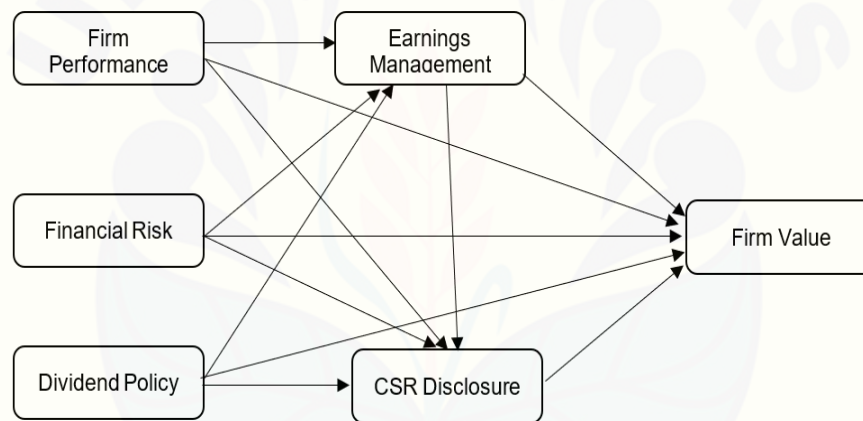 Firm
Performance
Earnings
Management
Financial Risk
Firm Value
Dividend Policy
CSR Disclosure